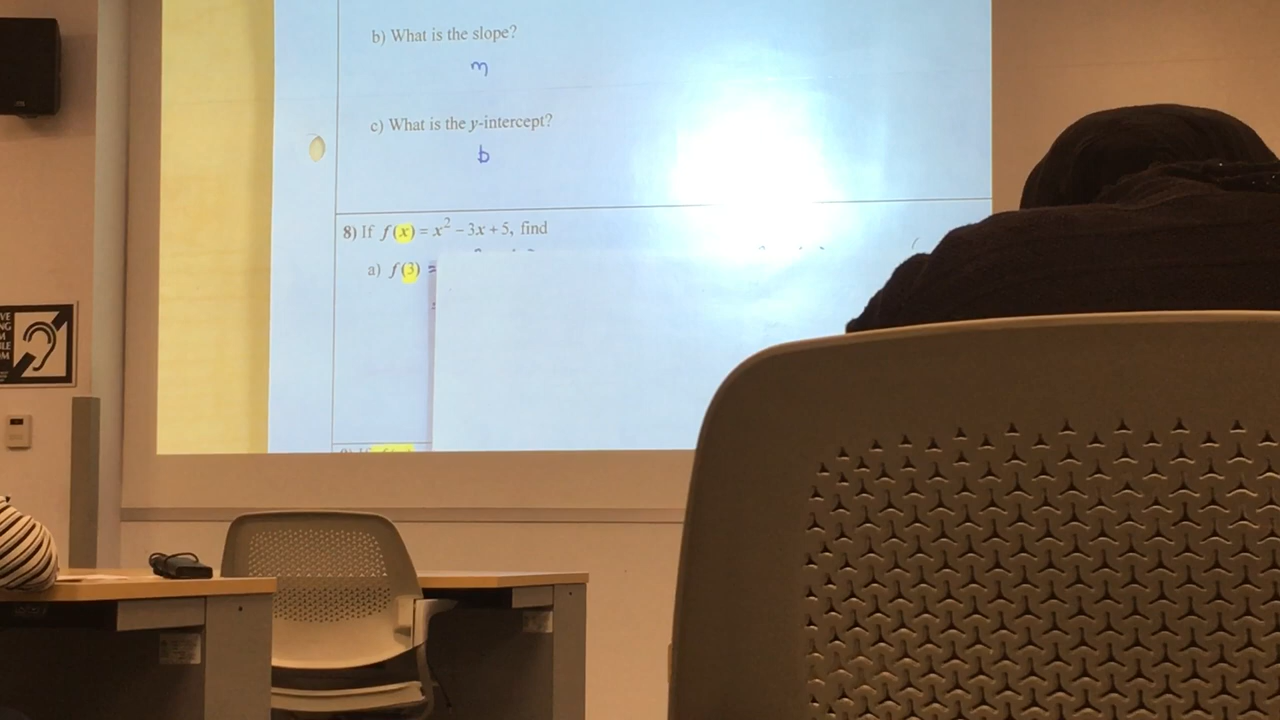 b) What is the slope?
m
c) What is the y-intercept?
b
8) If f(x) = x² − 3x + 5, find
a) f(3) =